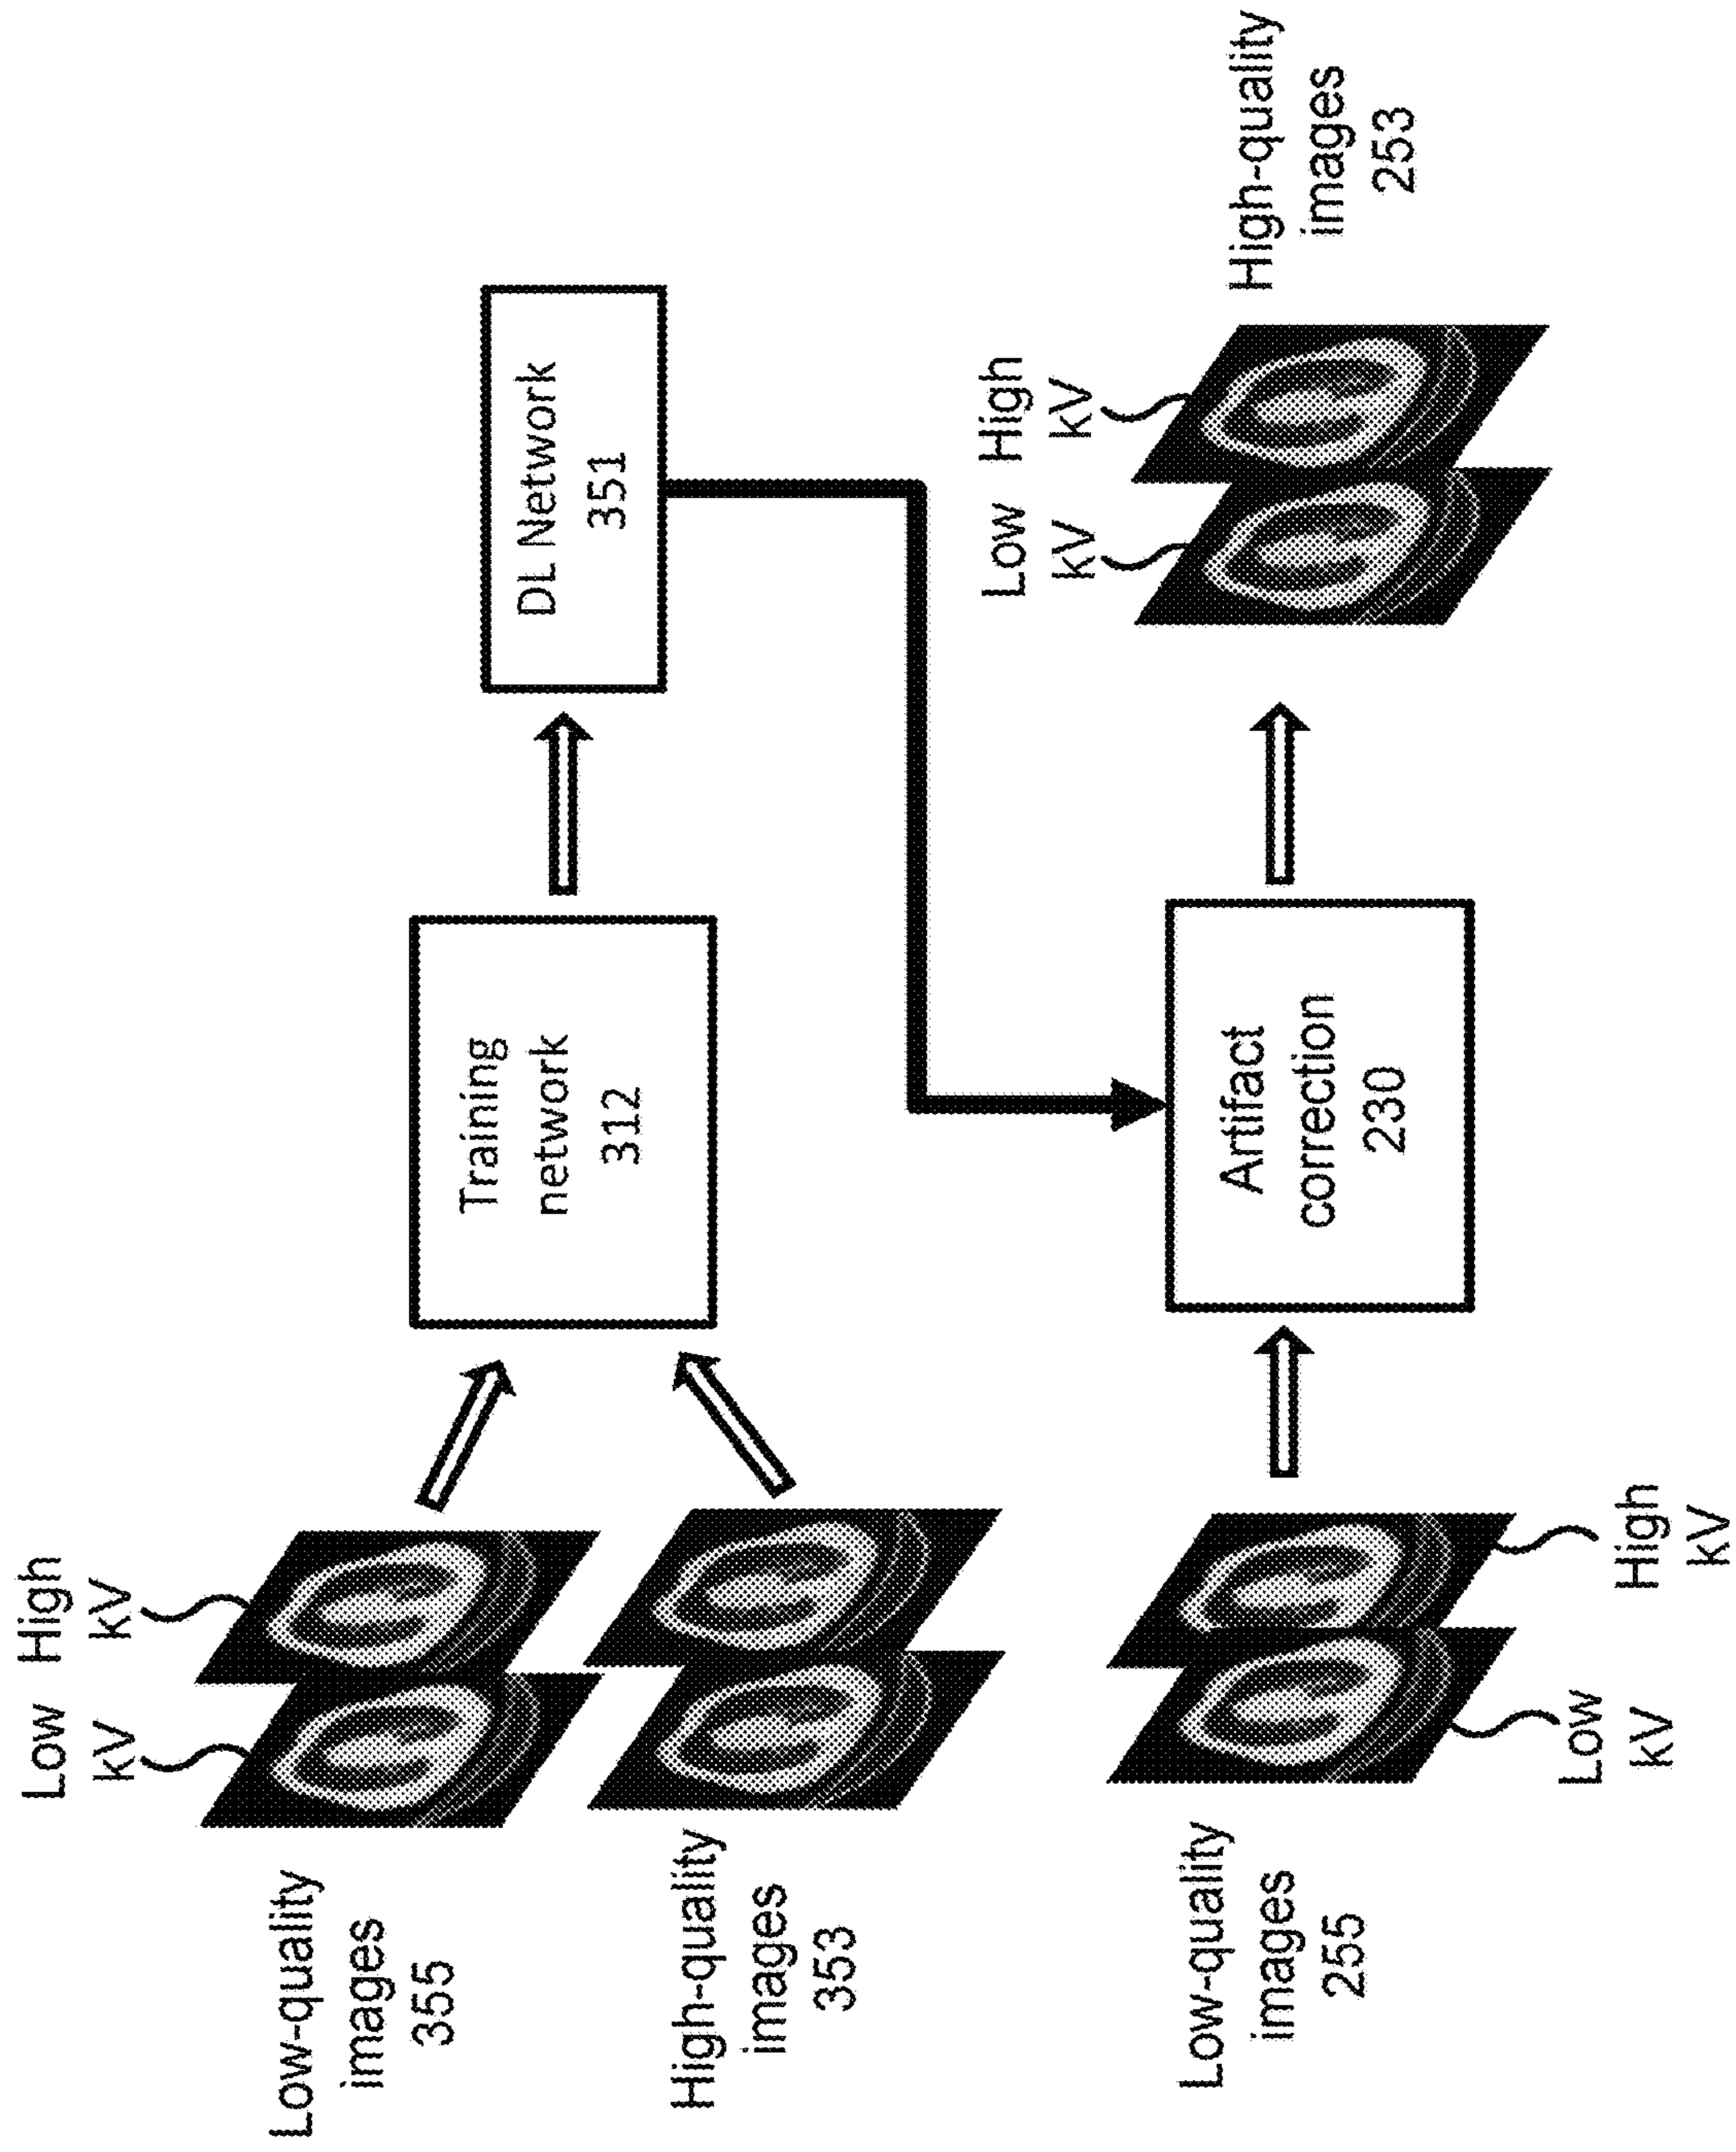 Low High
kV kV
Low-quality
images
355
High-quality
images
353
Training
network
312
DL Network
351
Low-quality
images
255
Low High
kV kV
Artifact
correction
230
Low High
kV kV
High-quality
images
253